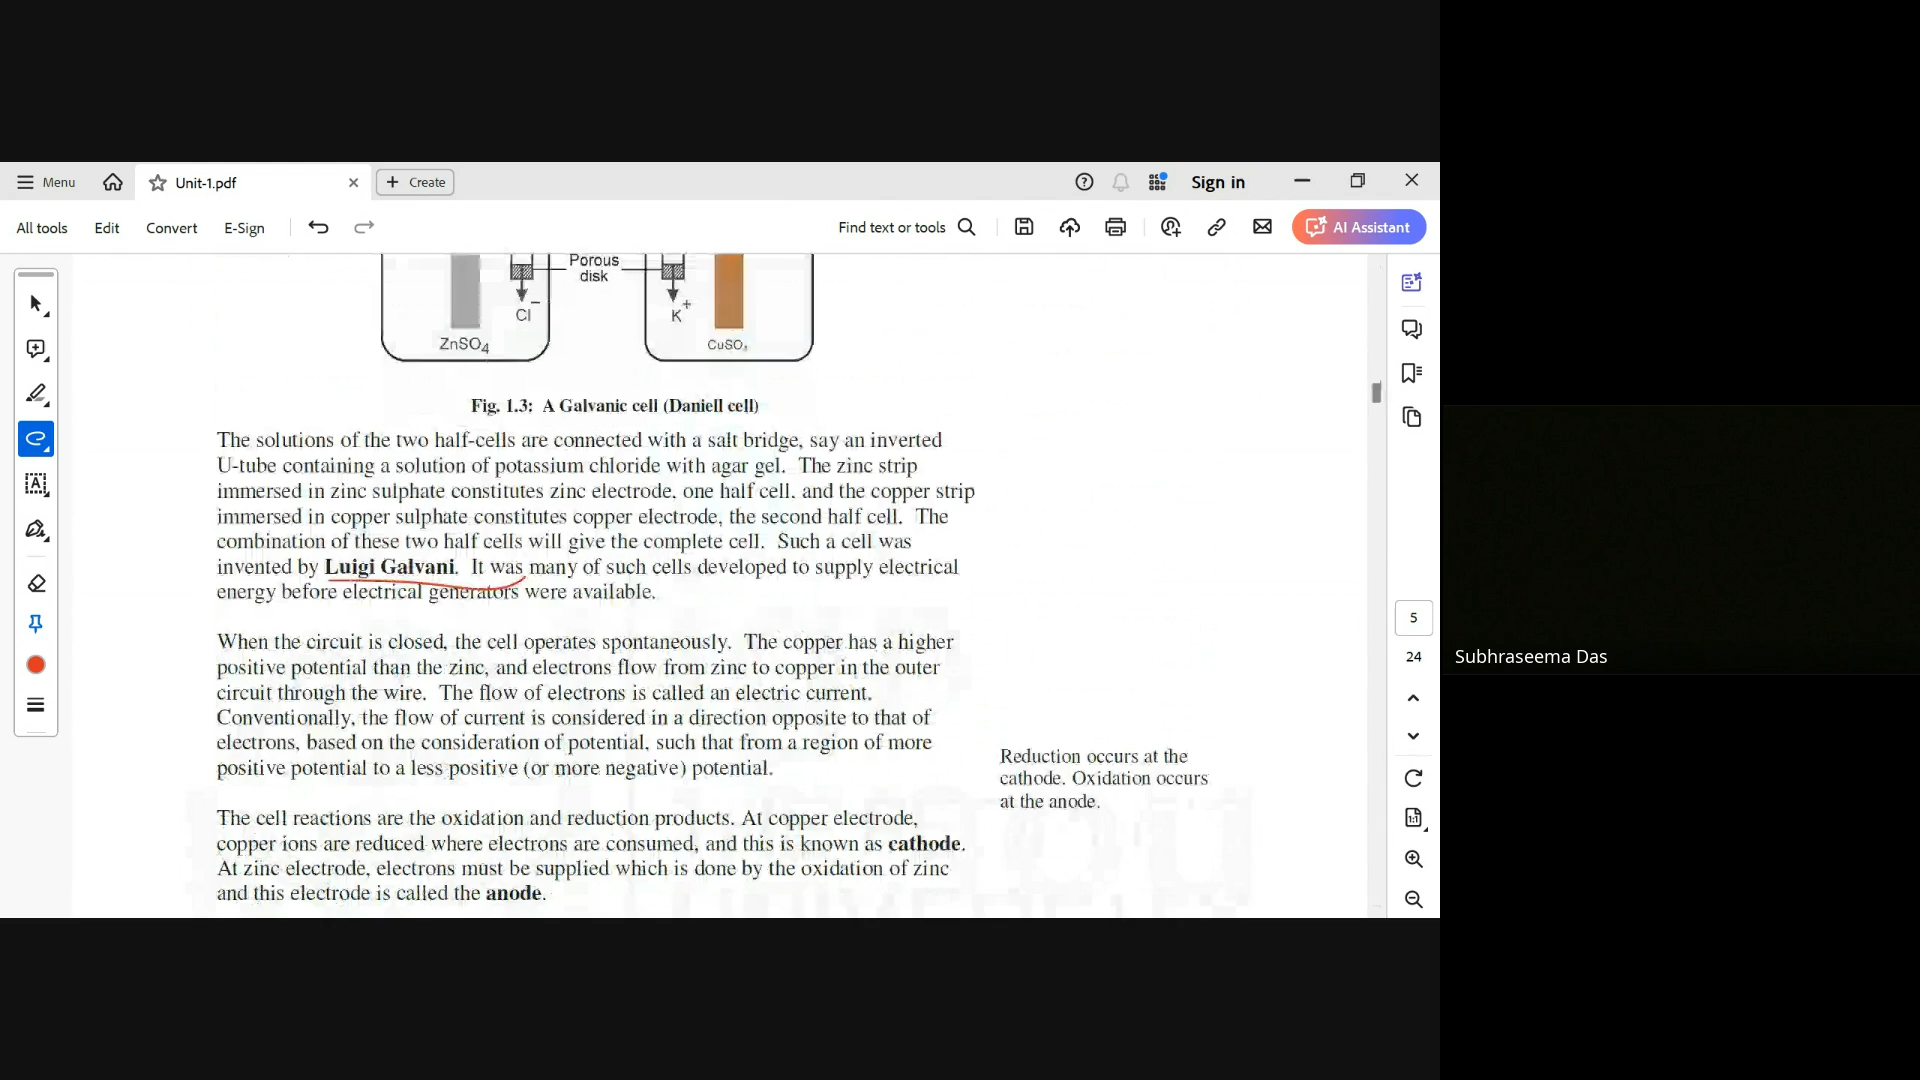 Menu
Unit-1.pdf
Create
Sign in
All tools
Edit
Convert
E-Sign
Find text or tools
AI Assistant
Porous
disk
Cl −
K +
ZnSO4
CuSO4
Fig. 1.3: A Galvanic cell (Daniell cell)
The solutions of the two half-cells are connected with a salt bridge, say an inverted
U-tube containing a solution of potassium chloride with agar gel. The zinc strip
immersed in zinc sulphate constitutes zinc electrode, one half cell, and the copper strip
immersed in copper sulphate constitutes copper electrode, the second half cell. The
combination of these two half cells will give the complete cell. Such a cell was
invented by Luigi Galvani. It was many of such cells developed to supply electrical
energy before electrical generators were available.
When the circuit is closed, the cell operates spontaneously. The copper has a higher
positive potential than the zinc, and electrons flow from zinc to copper in the outer
circuit through the wire. The flow of electrons is called an electric current.
Conventionally, the flow of current is considered in a direction opposite to that of
electrons, based on the consideration of potential, such that from a region of more
positive potential to a less positive (or more negative) potential.
Reduction occurs at the
cathode. Oxidation occurs
at the anode.
The cell reactions are the oxidation and reduction products. At copper electrode,
copper ions are reduced where electrons are consumed, and this is known as cathode.
At zinc electrode, electrons must be supplied which is done by the oxidation of zinc
and this electrode is called the anode.
5
24
Subhraseema Das